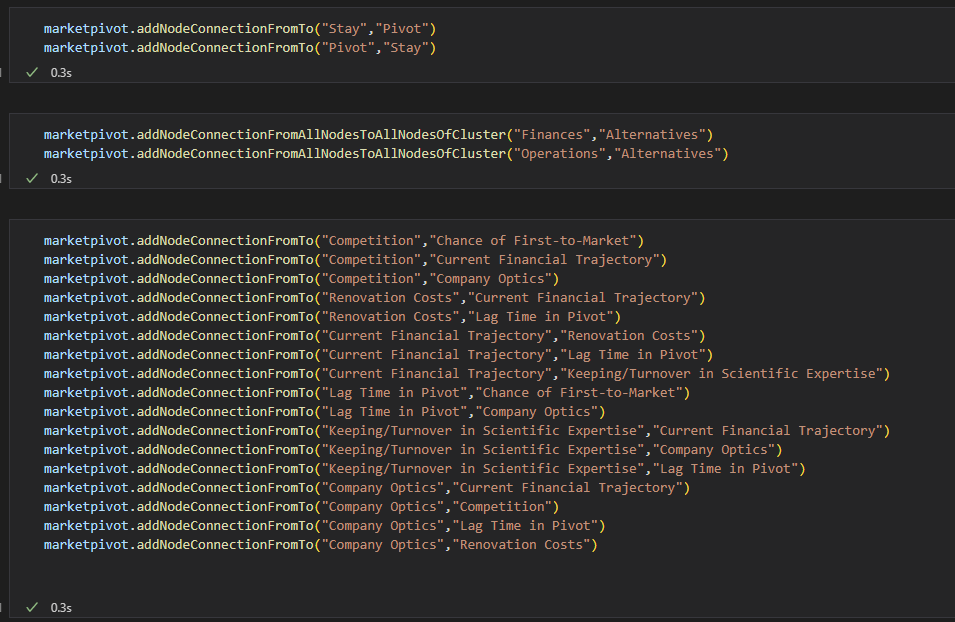 marketpivot.addNodeConnectionFromTo("Stay","Pivot")
marketpivot.addNodeConnectionFromTo("Pivot","Stay")
0.3s
marketpivot.addNodeConnectionFromAllNodesToAllNodesOfCluster("Finances","Alternatives")
marketpivot.addNodeConnectionFromAllNodesToAllNodesOfCluster("Operations","Alternatives")
0.3s
marketpivot.addNodeConnectionFromTo("Competition","Chance of First-to-Market")
marketpivot.addNodeConnectionFromTo("Competition","Current Financial Trajectory")
marketpivot.addNodeConnectionFromTo("Competition","Company Optics")
marketpivot.addNodeConnectionFromTo("Renovation Costs","Current Financial Trajectory")
marketpivot.addNodeConnectionFromTo("Renovation Costs","Lag Time in Pivot")
marketpivot.addNodeConnectionFromTo("Current Financial Trajectory","Renovation Costs")
marketpivot.addNodeConnectionFromTo("Current Financial Trajectory","Lag Time in Pivot")
marketpivot.addNodeConnectionFromTo("Current Financial Trajectory","Keeping/Turnover in Scientific Expertise")
marketpivot.addNodeConnectionFromTo("Lag Time in Pivot","Chance of First-to-Market")
marketpivot.addNodeConnectionFromTo("Lag Time in Pivot","Company Optics")
marketpivot.addNodeConnectionFromTo("Keeping/Turnover in Scientific Expertise","Current Financial Trajectory")
marketpivot.addNodeConnectionFromTo("Keeping/Turnover in Scientific Expertise","Company Optics")
marketpivot.addNodeConnectionFromTo("Keeping/Turnover in Scientific Expertise","Lag Time in Pivot")
marketpivot.addNodeConnectionFromTo("Company Optics","Current Financial Trajectory")
marketpivot.addNodeConnectionFromTo("Company Optics","Competition")
marketpivot.addNodeConnectionFromTo("Company Optics","Lag Time in Pivot")
marketpivot.addNodeConnectionFromTo("Company Optics","Renovation Costs")
0.3s